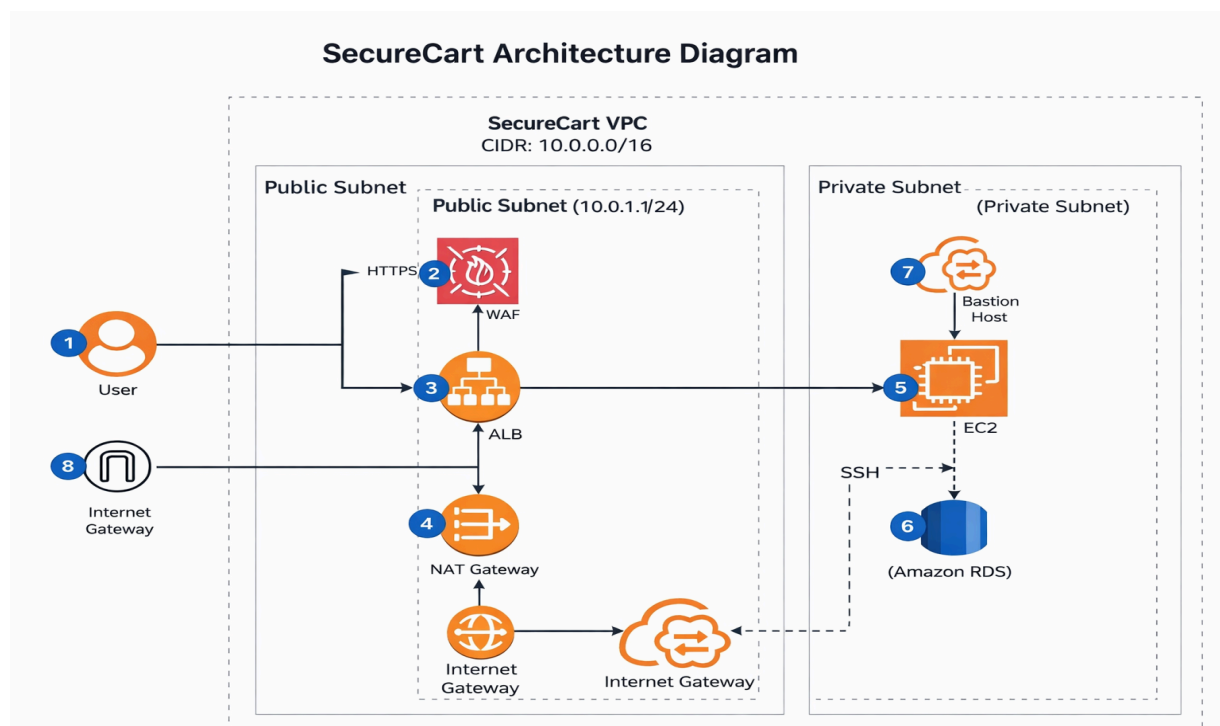 SecureCart Architecture Diagram
SecureCart VPC
CIDR: 10.0.0.0/16
Public Subnet
Public Subnet (10.0.1.1/24)
HTTPS
2
WAF
1
User
3
ALB
8
Internet
Gateway
4
NAT Gateway
Internet
Gateway
Internet Gateway
Private Subnet
(Private Subnet)
7
Bastion
Host
5
EC2
SSH
6
(Amazon RDS)